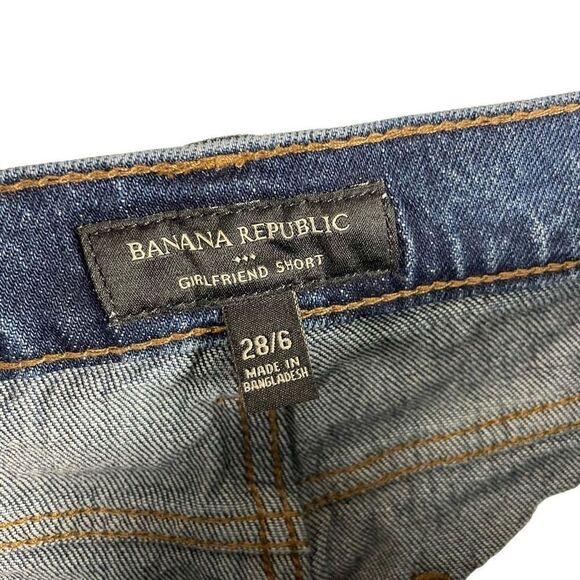 BANANA REPUBLIC
GIRLFRIEND SHORT
28/6
MADE IN
BANGLADESH